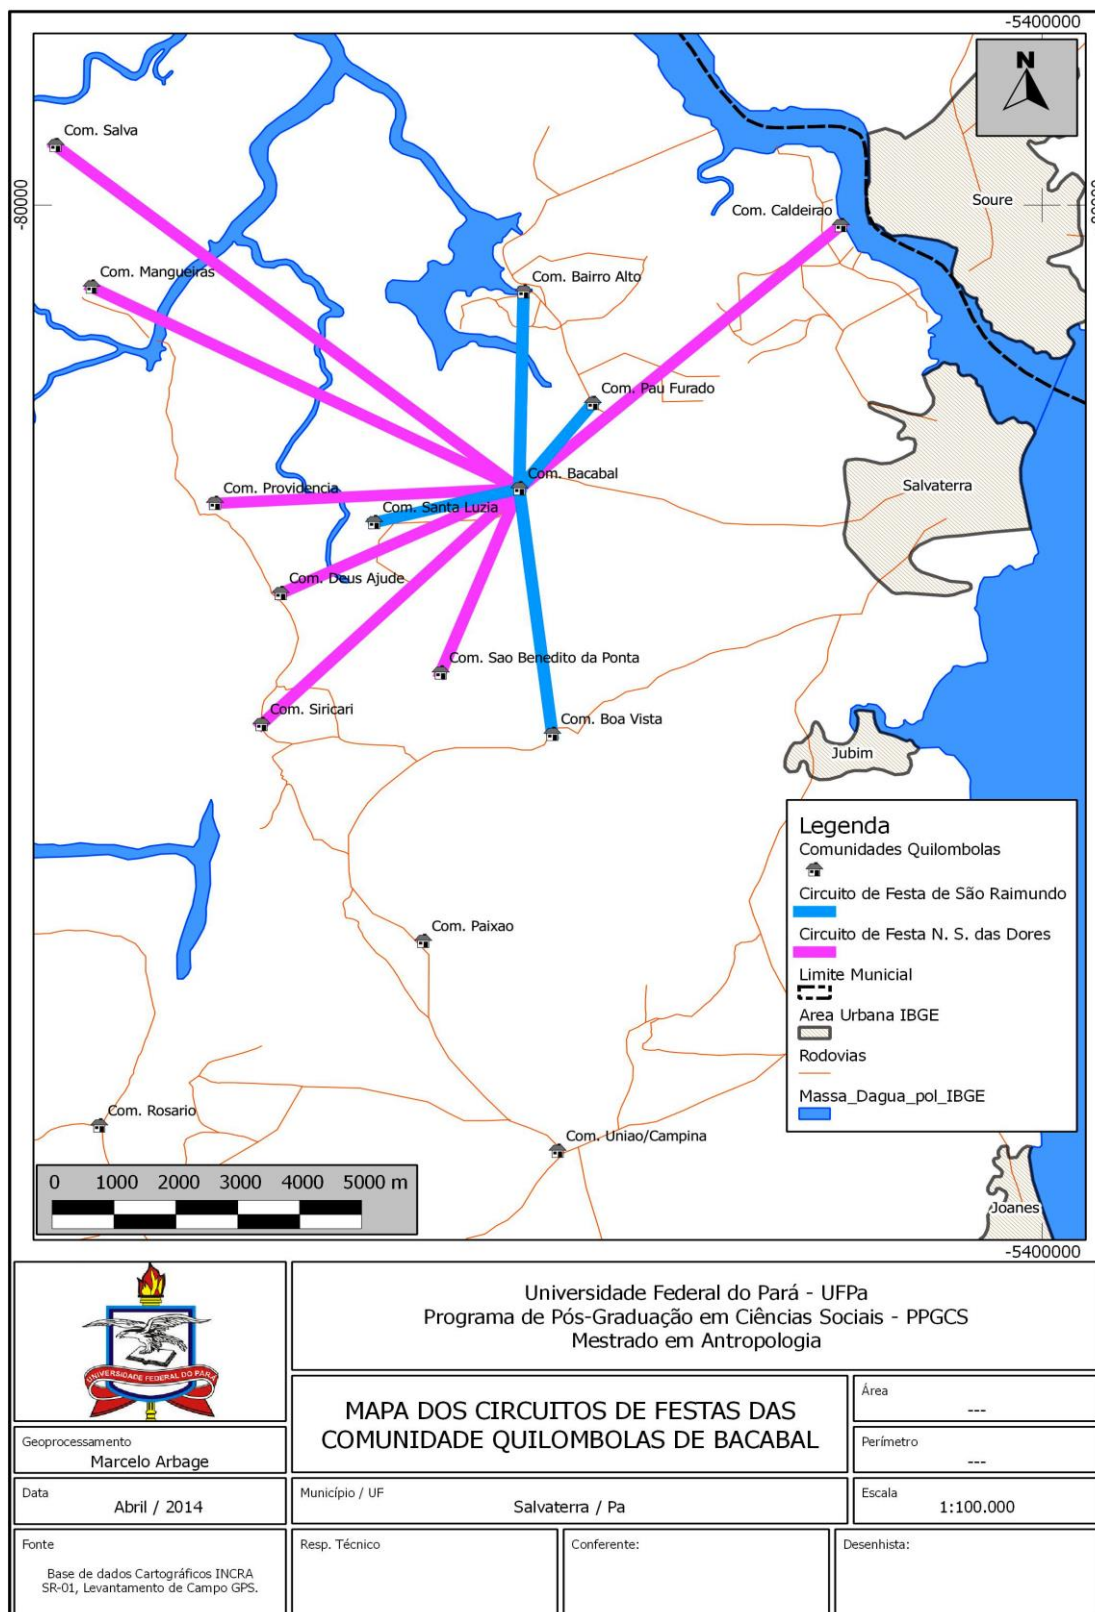 -5400000
N
Com. Salva
-80000
80000
Soure
Com. Caldeirao
Com. Mangueiras
Com. Bairro Alto
Com. Pau Furado
Com. Bacabal
Com. Providencia
Com. Santa Luzia
Salvaterra
Com. Deus Ajude
Com. Sao Benedito da Ponta
Com. Siricari
Com. Boa Vista
Jubim
Legenda
Comunidades Quilombolas
Circuito de Festa de São Raimundo
Circuito de Festa N. S. das Dores
Limite Municial
Area Urbana IBGE
Rodovias
Massa_Dagua_pol_IBGE
Com. Paixao
Com. Rosario
Com. Uniao/Campina
Joanes
0 1000 2000 3000 4000 5000 m
-5400000
UNIVERSIDADE FEDERAL DO PARÁ
Universidade Federal do Pará - UFPa
Programa de Pós-Graduação em Ciências Sociais - PPGCS
Mestrado em Antropologia
MAPA DOS CIRCUITOS DE FESTAS DAS
COMUNIDADE QUILOMBOLAS DE BACABAL
Área
---
Perímetro
---
Geoprocessamento
Marcelo Arbage
Data
Abril / 2014
Município / UF
Salvaterra / Pa
Escala
1:100.000
Fonte
Base de dados Cartográficos INCRA
SR-01, Levantamento de Campo GPS.
Resp. Técnico
Conferente:
Desenhista: